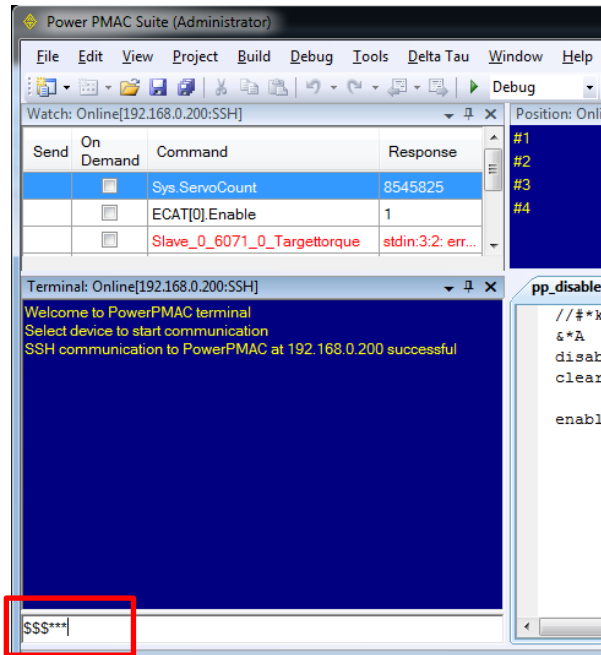 Power PMAC Suite (Administrator)
File Edit View Project Build Debug Tools Delta Tau Window Help
Debug
Watch: Online[192.168.0.200:SSH]
Position: Onli
Send On Demand Command Response
Sys.ServoCount 8545825
ECAT[0].Enable 1
Slave_0_6071_0_Targettorque stdin:3:2: err...
#1
#2
#3
#4
Terminal: Online[192.168.0.200:SSH]
Welcome to PowerPMAC terminal
Select device to start communication
SSH communication to PowerPMAC at 192.168.0.200 successful
$$$***
pp_disable
//#*k
&*A
disab
clear
enabl